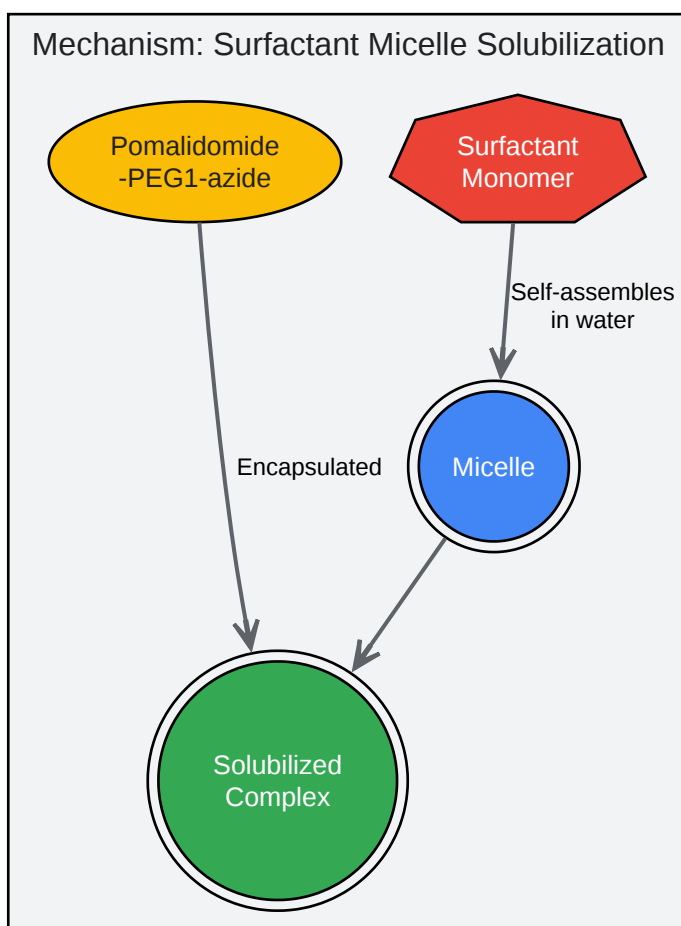 Mechanism: Surfactant Micelle Solubilization
Pomalidomide
-PEG1-azide
Surfactant
Monomer
Self-assembles
in water
Encapsulated
Micelle
Solubilized
Complex